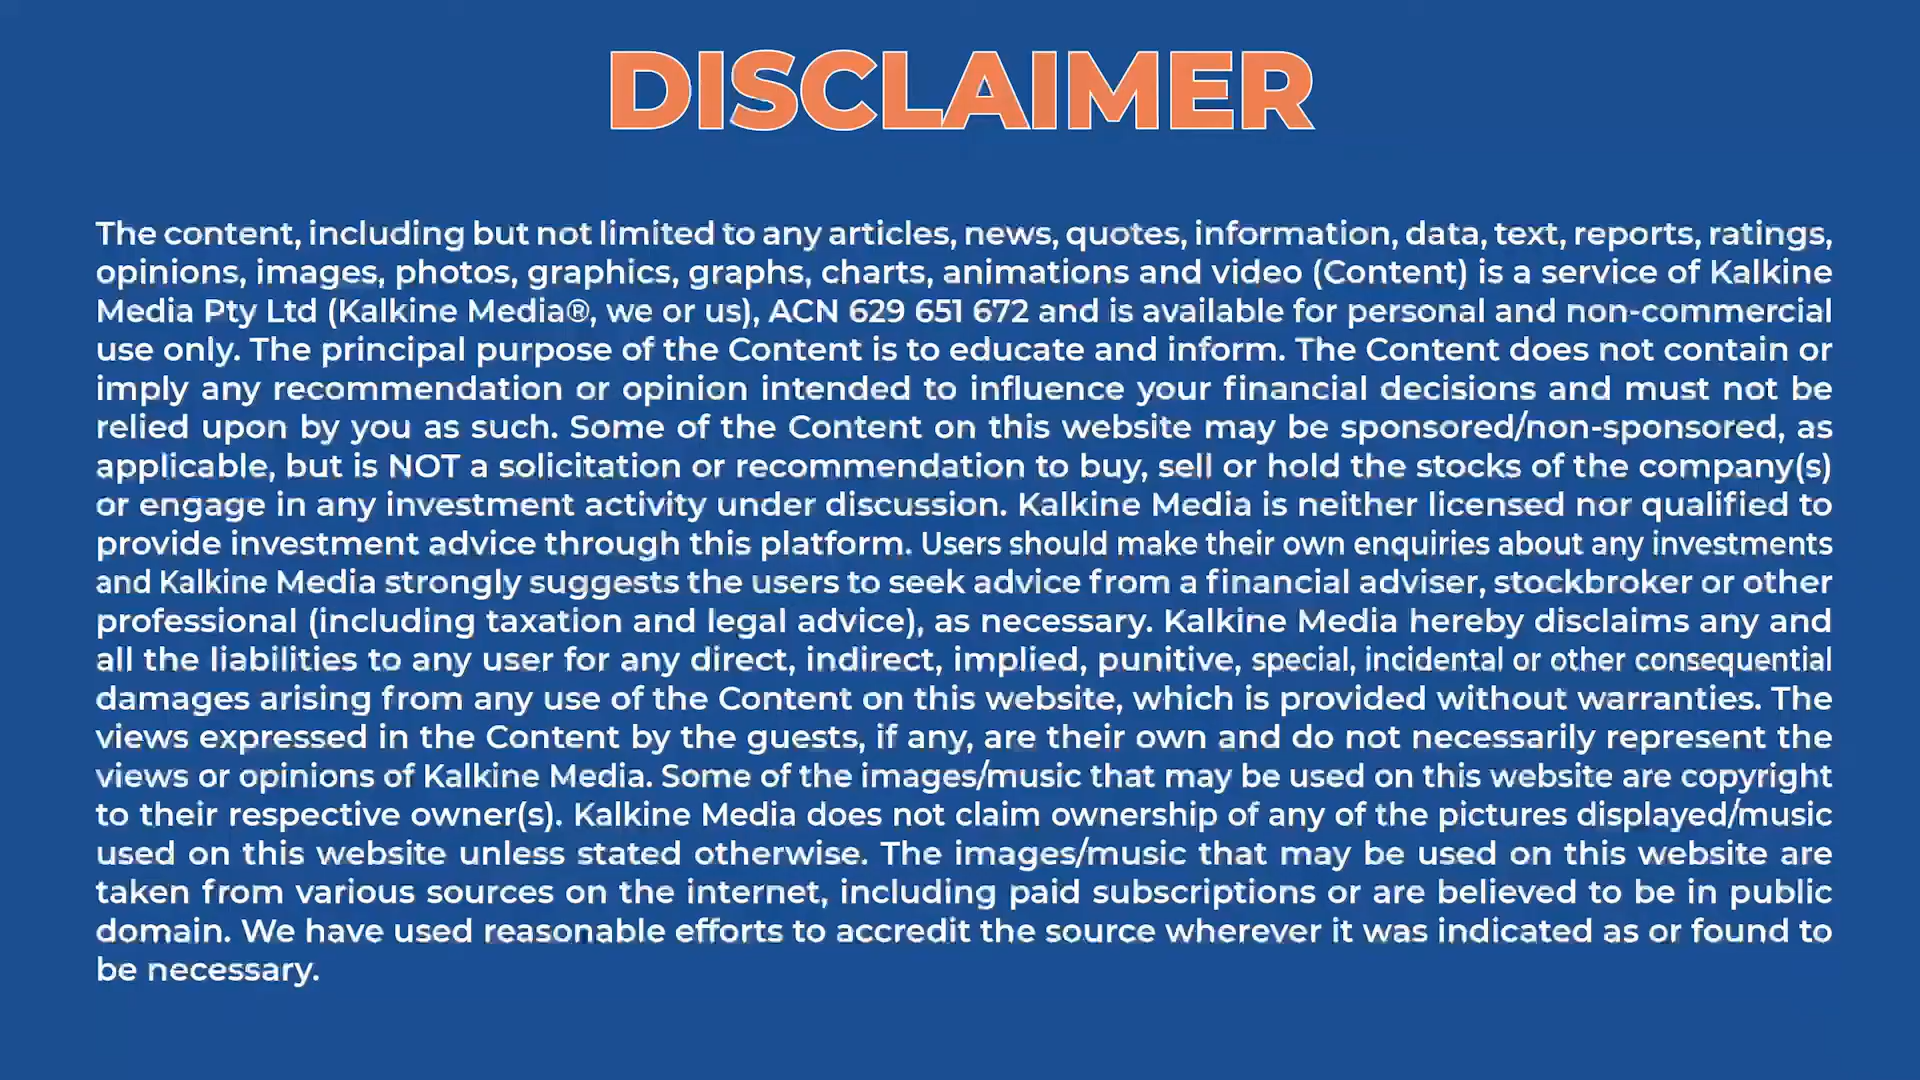 DISCLAIMER
The content, including but not limited to any articles, news, quotes, information, data, text, reports, ratings,
opinions, images, photos, graphics, graphs, charts, animations and video (Content) is a service of Kalkine
Media Pty Ltd (Kalkine Media®, we or us), ACN 629 651 672 and is available for personal and non-commercial
use only. The principal purpose of the Content is to educate and inform. The Content does not contain or
imply any recommendation or opinion intended to influence your financial decisions and must not be
relied upon by you as such. Some of the Content on this website may be sponsored/non-sponsored, as
applicable, but is NOT a solicitation or recommendation to buy, sell or hold the stocks of the company(s)
or engage in any investment activity under discussion. Kalkine Media is neither licensed nor qualified to
provide investment advice through this platform. Users should make their own enquiries about any investments
and Kalkine Media strongly suggests the users to seek advice from a financial adviser, stockbroker or other
professional (including taxation and legal advice), as necessary. Kalkine Media hereby disclaims any and
all the liabilities to any user for any direct, indirect, implied, punitive, special, incidental or other consequential
damages arising from any use of the Content on this website, which is provided without warranties. The
views expressed in the Content by the guests, if any, are their own and do not necessarily represent the
views or opinions of Kalkine Media. Some of the images/music that may be used on this website are copyright
to their respective owner(s). Kalkine Media does not claim ownership of any of the pictures displayed/music
used on this website unless stated otherwise. The images/music that may be used on this website are
taken from various sources on the internet, including paid subscriptions or are believed to be in public
domain. We have used reasonable efforts to accredit the source wherever it was indicated as or found to
be necessary.